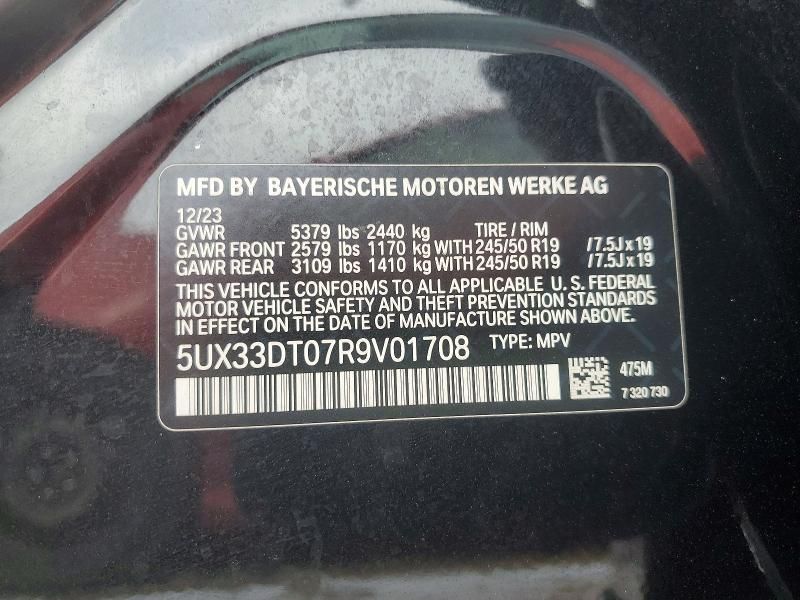 MFD BY BAYERISCHE MOTOREN WERKE AG
12/23
GVWR 5379 lbs 2440 kg TIRE / RIM
GAWR FRONT 2579 lbs 1170 kg WITH 245/50 R19 /7.5J x 19
GAWR REAR 3109 lbs 1410 kg WITH 245/50 R19 /7.5J x 19
THIS VEHICLE CONFORMS TO ALL APPLICABLE U. S. FEDERAL
MOTOR VEHICLE SAFETY AND THEFT PREVENTION STANDARDS
IN EFFECT ON THE DATE OF MANUFACTURE SHOWN ABOVE.
5UX33DT07R9V01708 TYPE: MPV
475M
7 320 730